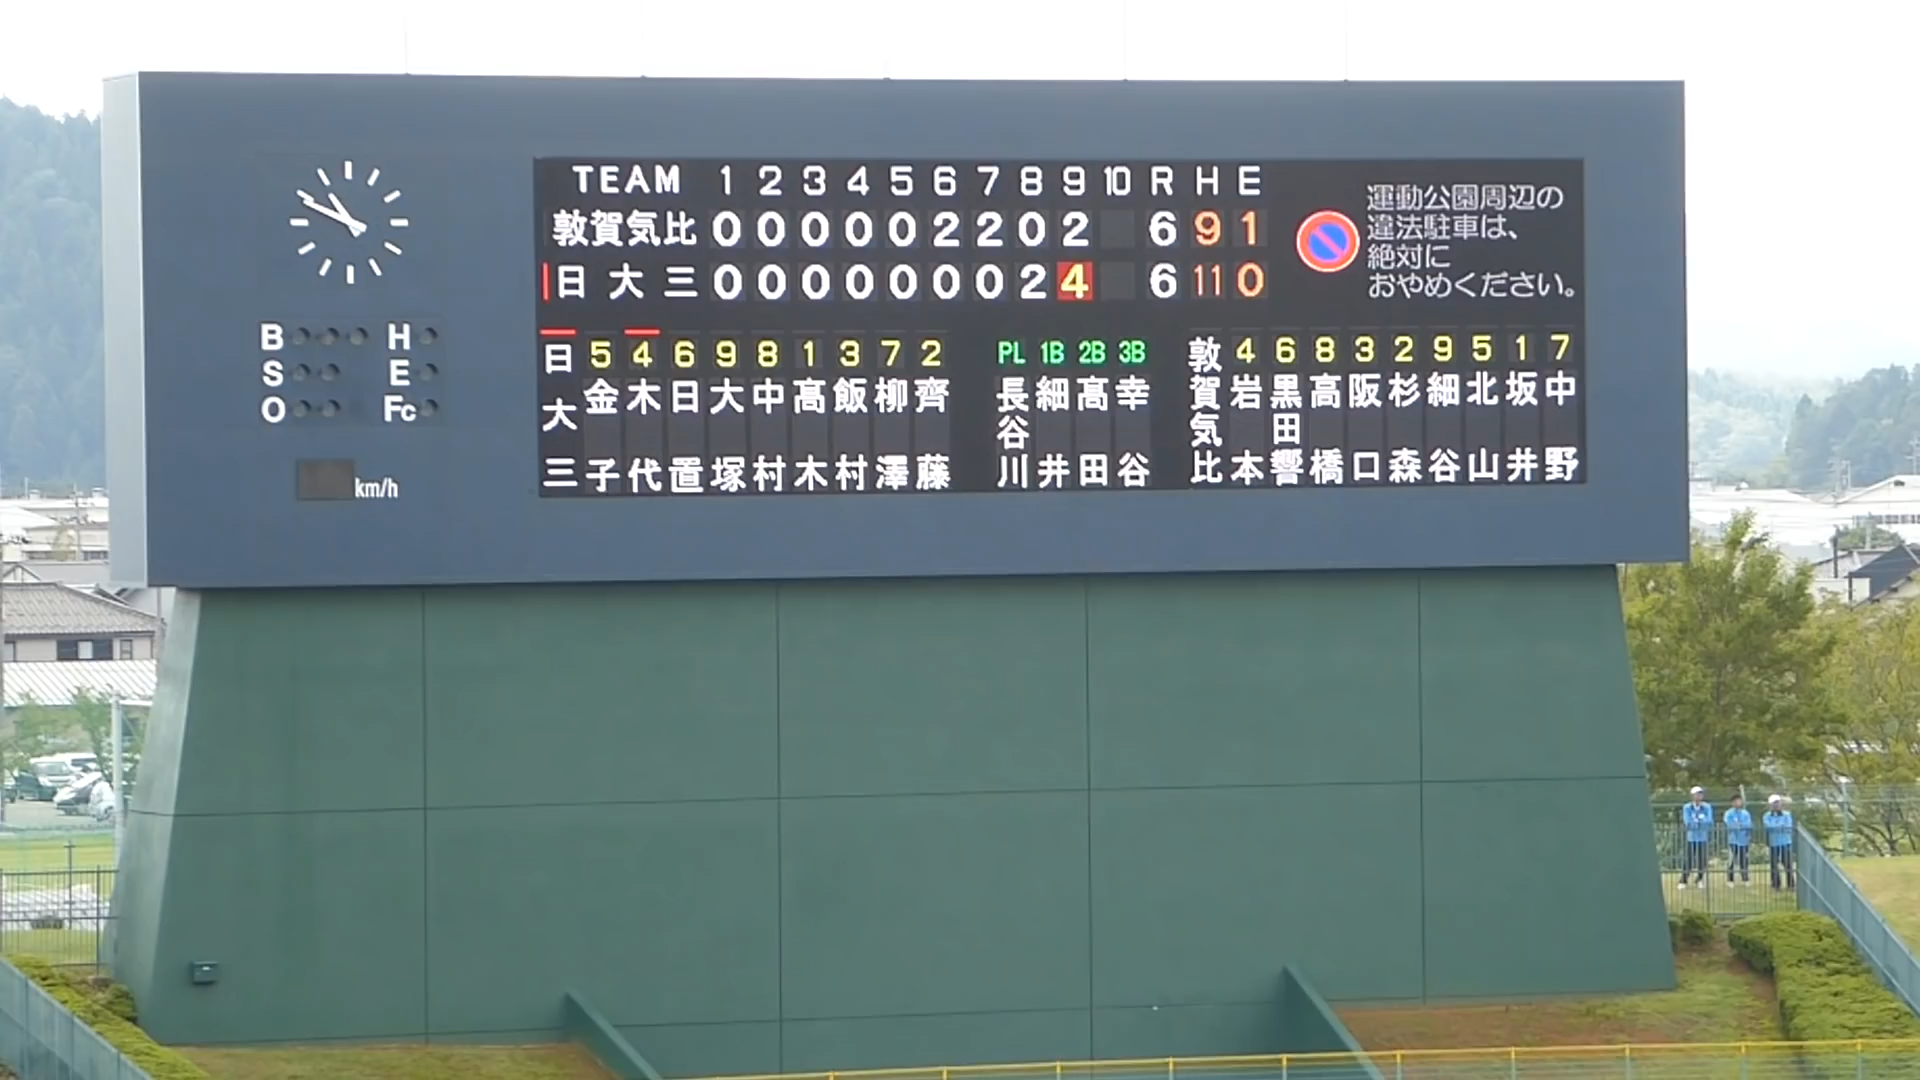 TEAM 1 2 3 4 5 6 7 8 9 10 R H E
敦賀気比 0 0 0 0 0 2 2 0 2 6 9 1
日大三 0 0 0 0 0 0 0 2 4 6 11 0
運動公園周辺の
違法駐車は、
絶対に
おやめください。
B H
S E
O Fc
km/h
日大三
5 金子
4 木代
6 日置
9 大塚
8 中村
1 髙木
3 飯村
7 柳澤
2 齊藤
PL 長谷川
1B 細井
2B 髙田
3B 幸谷
敦賀気比
4 岩本
6 黒田響
8 高橋
3 阪口
2 杉森
9 細谷
5 北山
1 坂井
7 中野